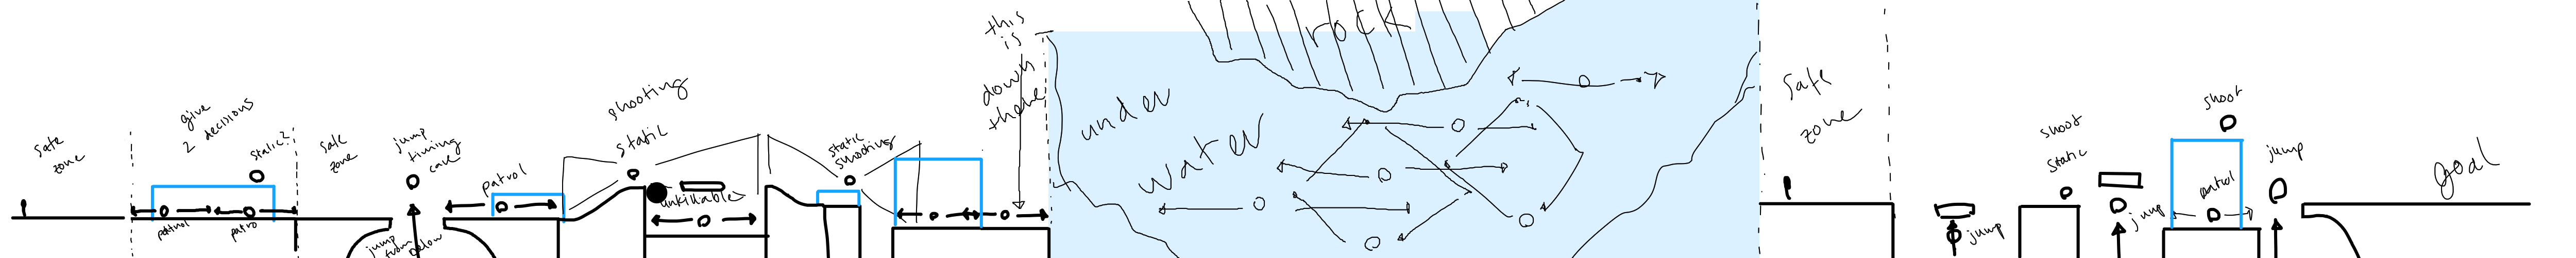 safe
zone
give
2 decisions
static?
patrol
patrol
safe
zone
jump
timing
cave
jump
from
below
patrol
shooting
static
unkillable
static
shooting
this
is
down
there
under
water
rock
safe
zone
jump
shoot
static
jump
shoot
patrol
jump
goal